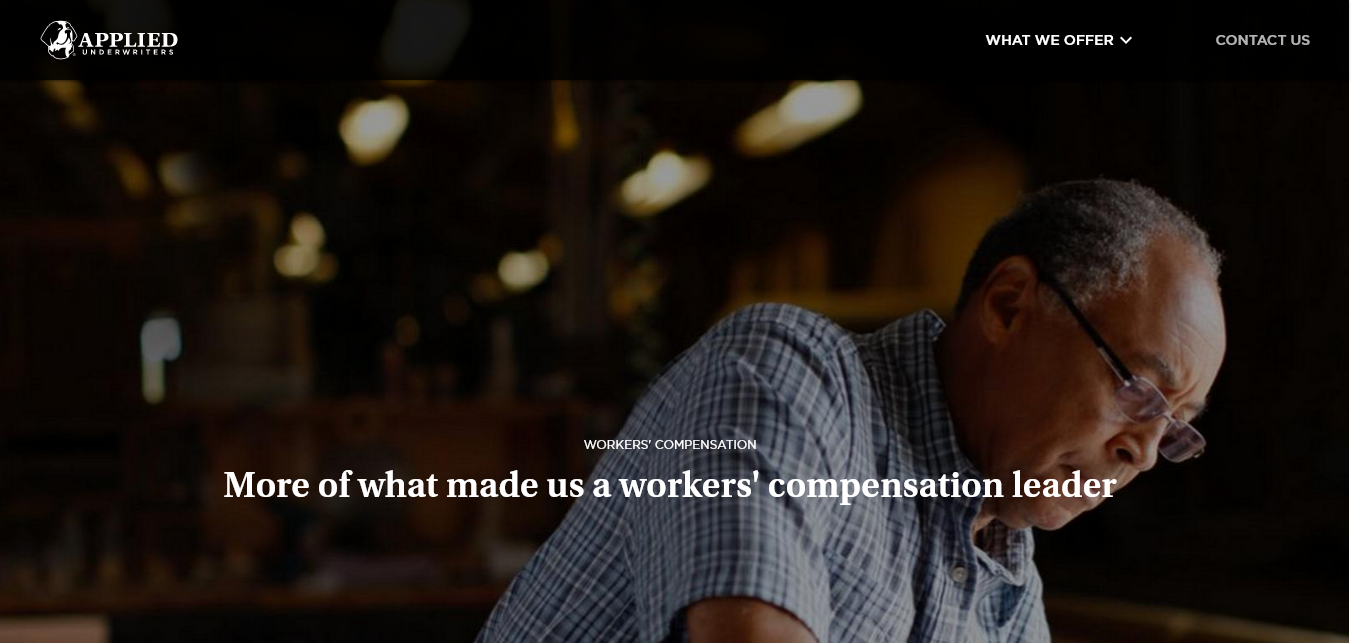 APPLIED
UNDERWRITERS
WHAT WE OFFER
CONTACT US
WORKERS' COMPENSATION
More of what made us a workers' compensation leader